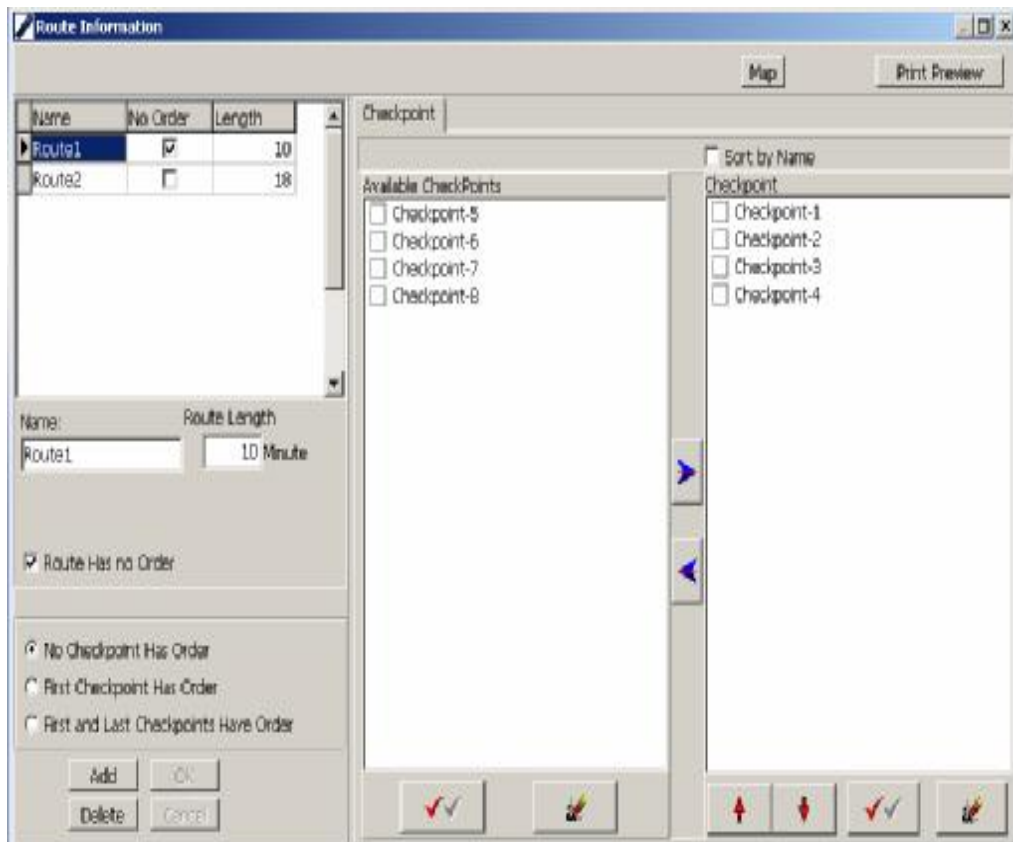 Route Information
Map
Print Preview
Name No Order Length
Route1 10
Route2 18
Name:
Route Length
Route1
10 Minute
Route Has no Order
No Checkpoint Has Order
First Checkpoint Has Order
First and Last Checkpoints Have Order
Add OK
Delete Cancel
Checkpoint
Sort by Name
Available CheckPoints
Checkpoint-5
Checkpoint-6
Checkpoint-7
Checkpoint-8
Checkpoint
Checkpoint-1
Checkpoint-2
Checkpoint-3
Checkpoint-4